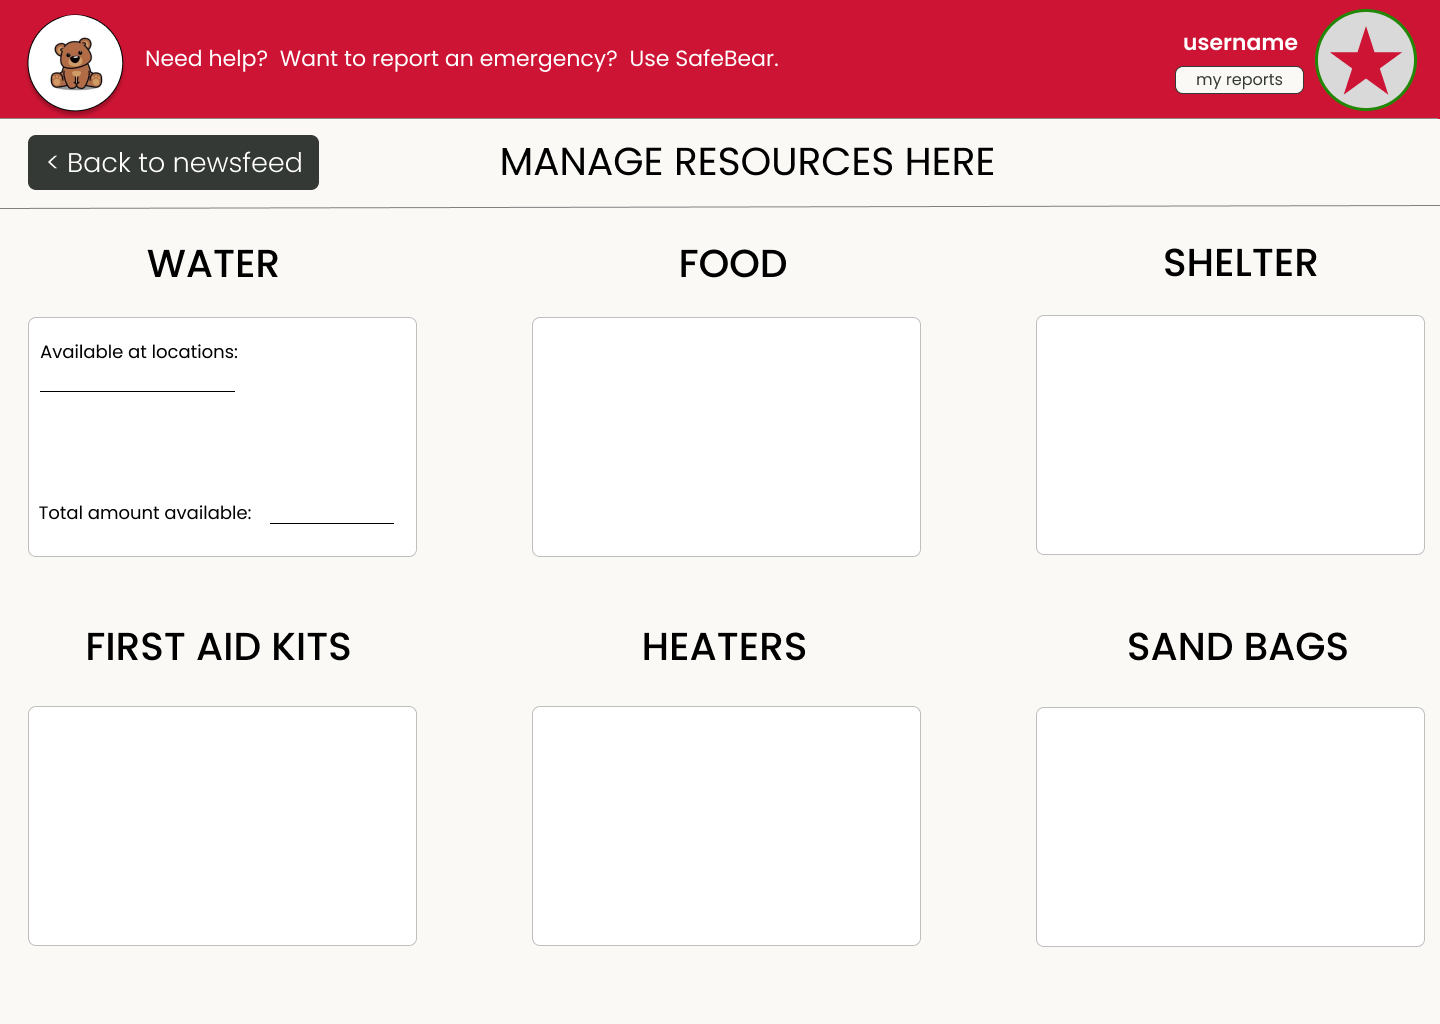 Need help?  Want to report an emergency?  Use SafeBear.
username
my reports
< Back to newsfeed
MANAGE RESOURCES HERE
WATER
FOOD
SHELTER
Available at locations:
Total amount available:
FIRST AID KITS
HEATERS
SAND BAGS